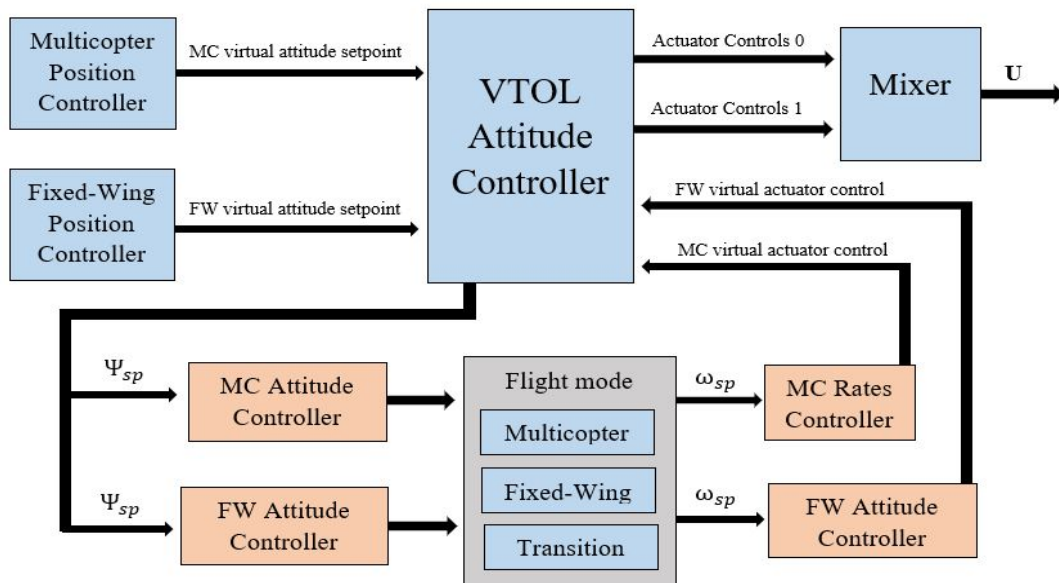 Multicopter
Position
Controller
MC virtual attitude setpoint
VTOL
Attitude
Controller
Actuator Controls 0
Actuator Controls 1
Mixer
U
Fixed-Wing
Position
Controller
FW virtual attitude setpoint
FW virtual actuator control
MC virtual actuator control
Ψsp
MC Attitude
Controller
Flight mode
Multicopter
Fixed-Wing
Transition
ωsp
MC Rates
Controller
Ψsp
FW Attitude
Controller
ωsp
FW Attitude
Controller